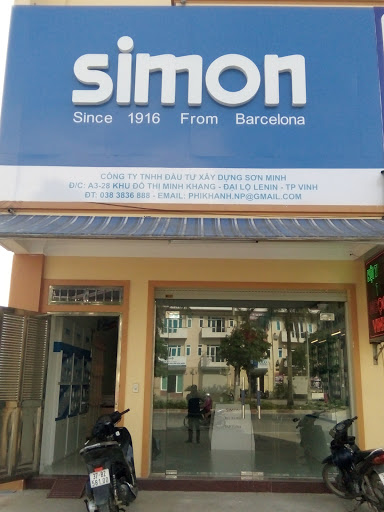 simon
Since 1916 From Barcelona
CÔNG TY TNHH ĐẦU TƯ XÂY DỰNG SƠN MINH
Đ/C: A3-28 KHU ĐÔ THỊ MINH KHANG - ĐẠI LỘ LENIN - TP VINH
ĐT: 038 3836 888 - EMAIL: PHIKHANH.NP@GMAIL.COM